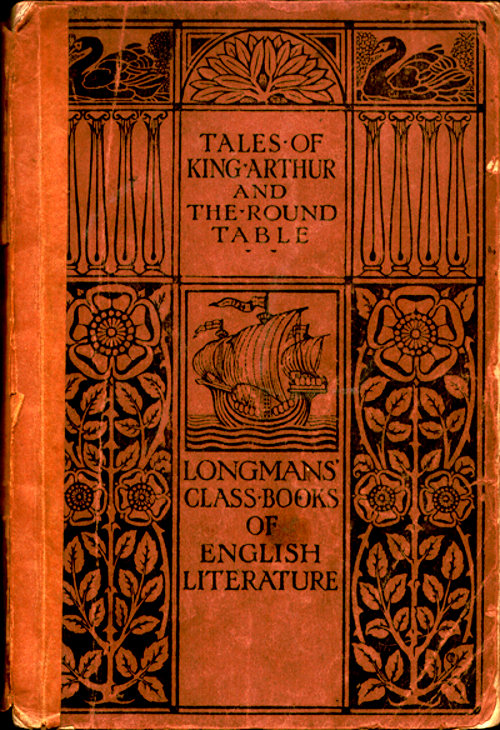 TALES·OF
KING·ARTHUR
AND
THE·ROUND
TABLE
LONGMANS'
CLASS·BOOKS
OF
ENGLISH
LITERATURE